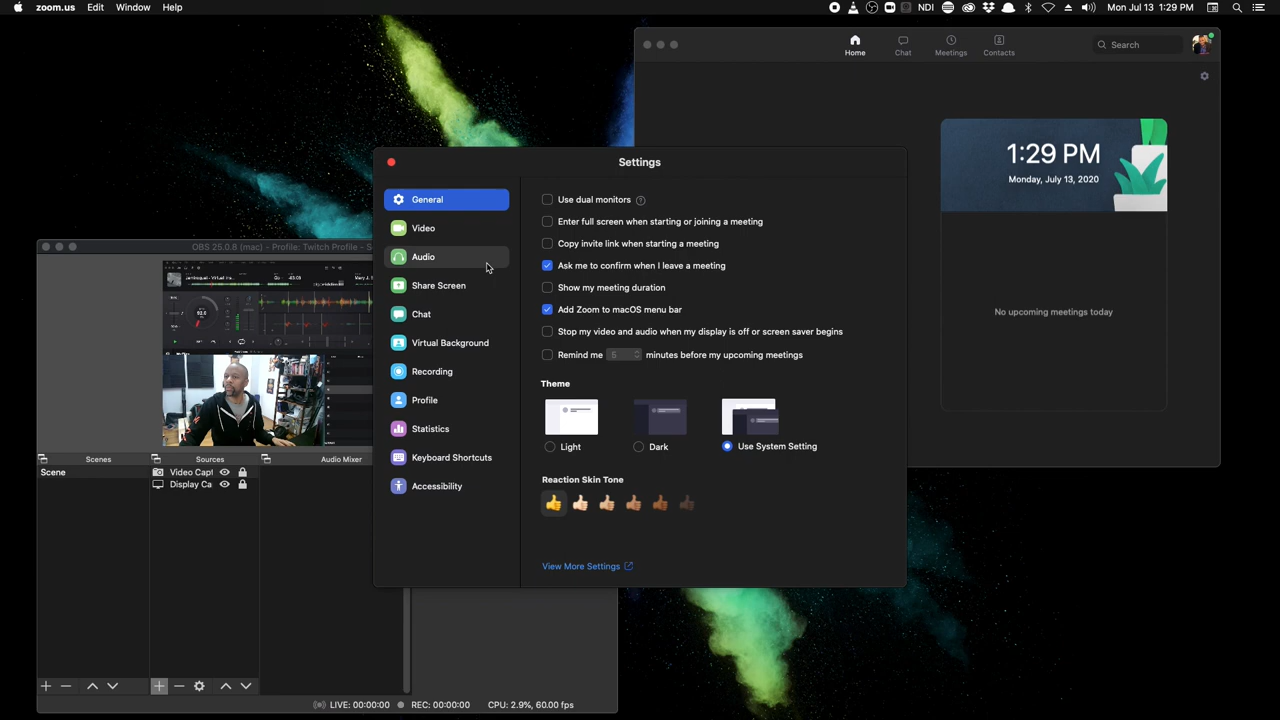 zoom.us Edit Window Help
NDI Mon Jul 13 1:29 PM
Home Chat Meetings Contacts
Search
1:29 PM
Monday, July 13, 2020
No upcoming meetings today
Settings
General
Video
Audio
Share Screen
Chat
Virtual Background
Recording
Profile
Statistics
Keyboard Shortcuts
Accessibility
Use dual monitors ?
Enter full screen when starting or joining a meeting
Copy invite link when starting a meeting
Ask me to confirm when I leave a meeting
Show my meeting duration
Add Zoom to macOS menu bar
Stop my video and audio when my display is off or screen saver begins
Remind me 5 minutes before my upcoming meetings
Theme
Light Dark Use System Setting
Reaction Skin Tone
View More Settings
OBS 25.0.8 (mac) - Profile: Twitch Profile - S
Scenes Sources Audio Mixer
Scene
Video Capt
Display Ca
LIVE: 00:00:00 REC: 00:00:00 CPU: 2.9%, 60.00 fps